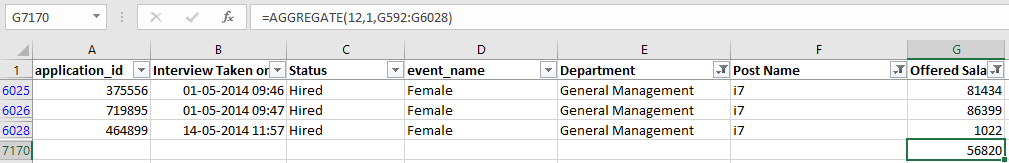 G7170 fx =AGGREGATE(12,1,G592:G6028)
A B C D E F G
1 application_id Interview Taken on Status event_name Department Post Name Offered Sala
6025 375556 01-05-2014 09:46 Hired Female General Management i7 81434
6026 719895 01-05-2014 09:47 Hired Female General Management i7 86399
6028 464899 14-05-2014 11:57 Hired Female General Management i7 1022
7170 56820